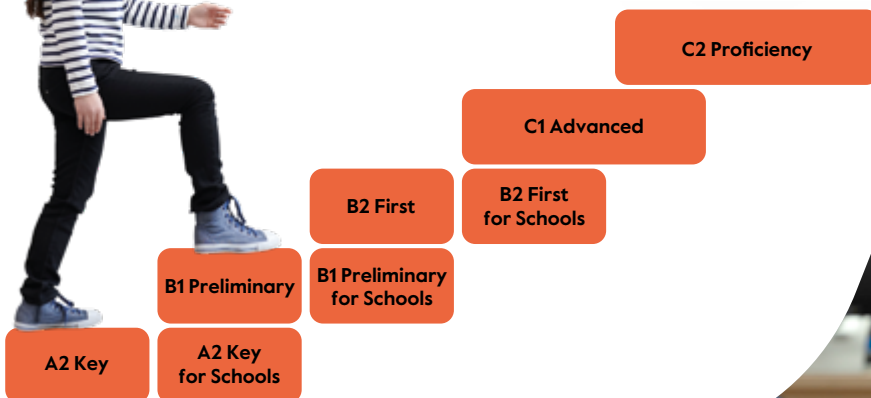 C2 Proficiency
C1 Advanced
B2 First
B2 First
for Schools
B1 Preliminary
B1 Preliminary
for Schools
A2 Key
A2 Key
for Schools